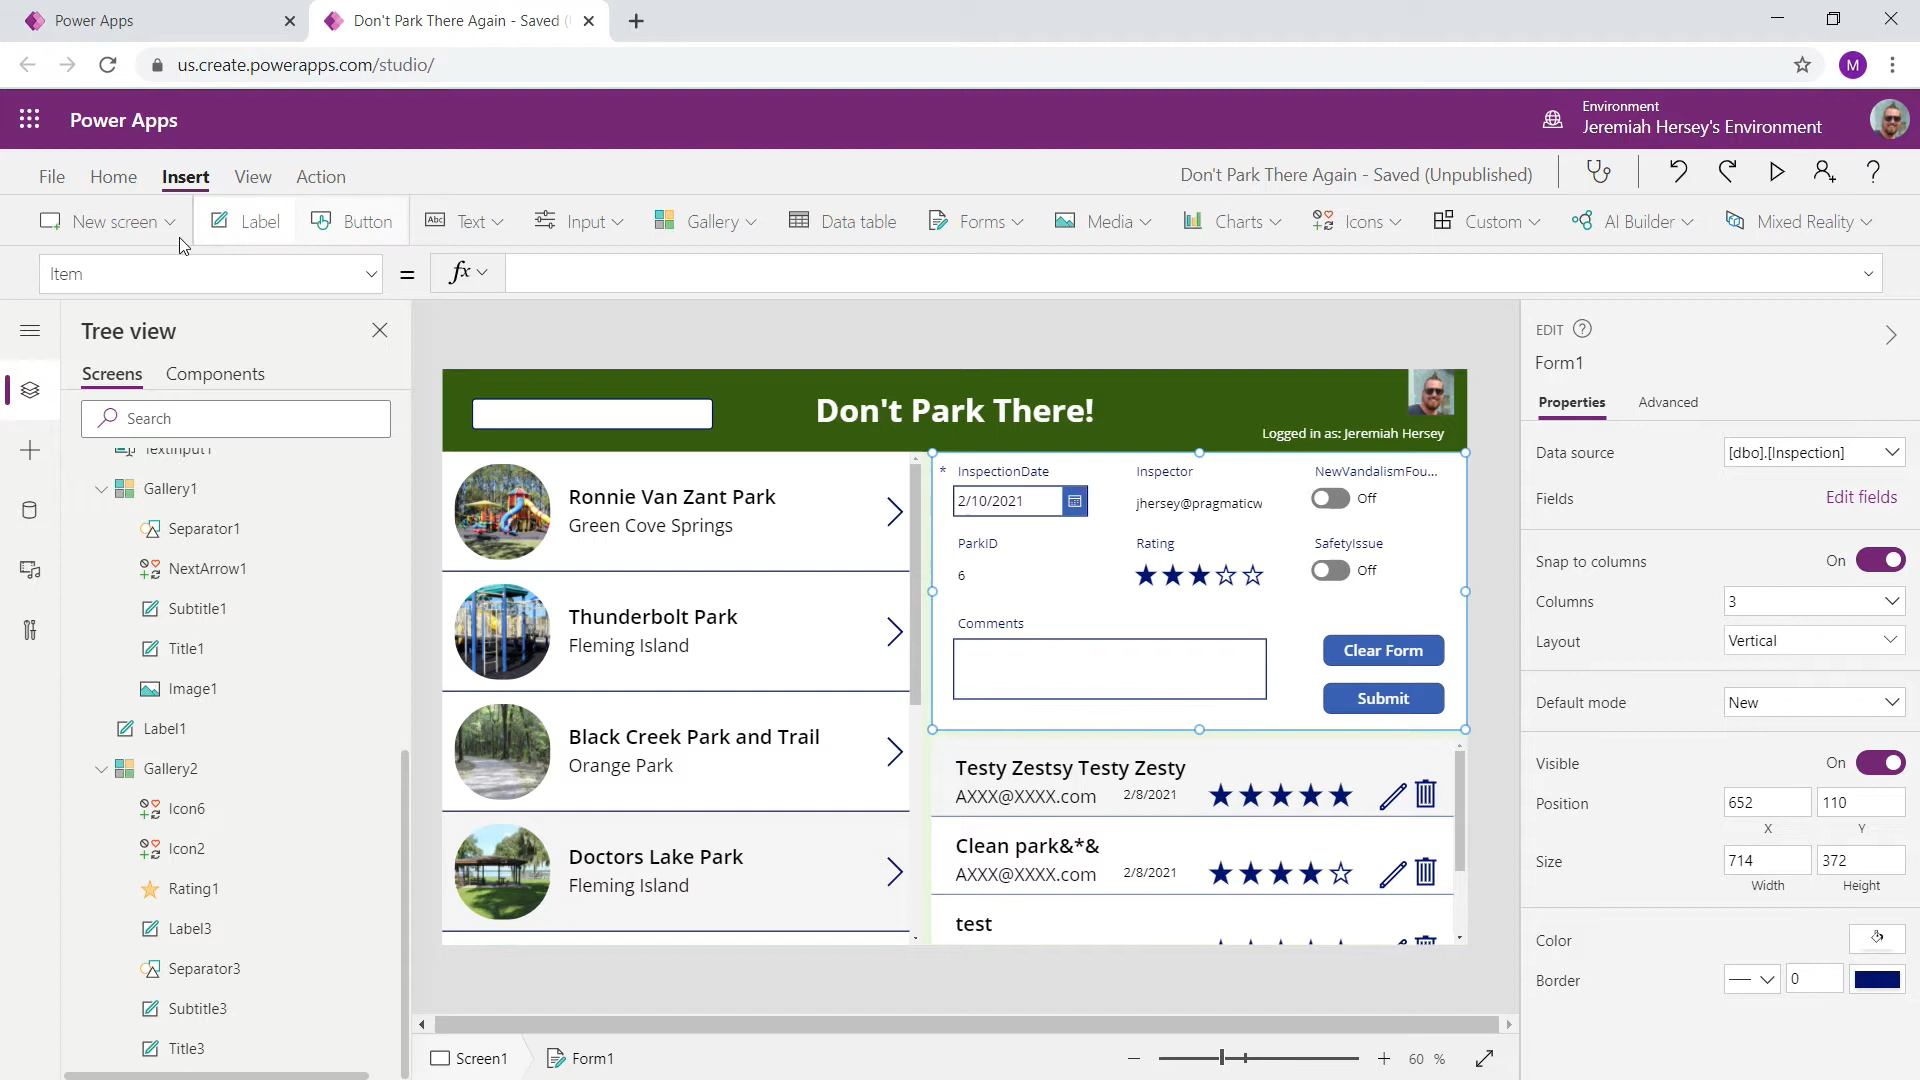 Power Apps
Don't Park There Again - Saved (
us.create.powerapps.com/studio/
M
Power Apps
Environment
Jeremiah Hersey's Environment
File
Home
Insert
View
Action
Don't Park There Again - Saved (Unpublished)
New screen
Label
Button
Abc Text
Input
Gallery
Data table
Forms
Media
Charts
Icons
Custom
AI Builder
Mixed Reality
Item
=
fx
Tree view
Screens
Components
Search
TextInput1
Gallery1
Separator1
NextArrow1
Subtitle1
Title1
Image1
Label1
Gallery2
Icon6
Icon2
Rating1
Label3
Separator3
Subtitle3
Title3
Don't Park There!
Logged in as: Jeremiah Hersey
Ronnie Van Zant Park
Green Cove Springs
Thunderbolt Park
Fleming Island
Black Creek Park and Trail
Orange Park
Doctors Lake Park
Fleming Island
* InspectionDate
Inspector
NewVandalismFou...
2/10/2021
jhersey@pragmaticw
Off
ParkID
Rating
SafetyIssue
6
Off
Comments
Clear Form
Submit
Testy Zestsy Testy Zesty
AXXX@XXXX.com
2/8/2021
Clean park&*&
AXXX@XXXX.com
2/8/2021
test
Screen1
Form1
60 %
EDIT
Form1
Properties
Advanced
Data source
[dbo].[Inspection]
Fields
Edit fields
Snap to columns
On
Columns
3
Layout
Vertical
Default mode
New
Visible
On
Position
652
110
X
Y
Size
714
372
Width
Height
Color
Border
0